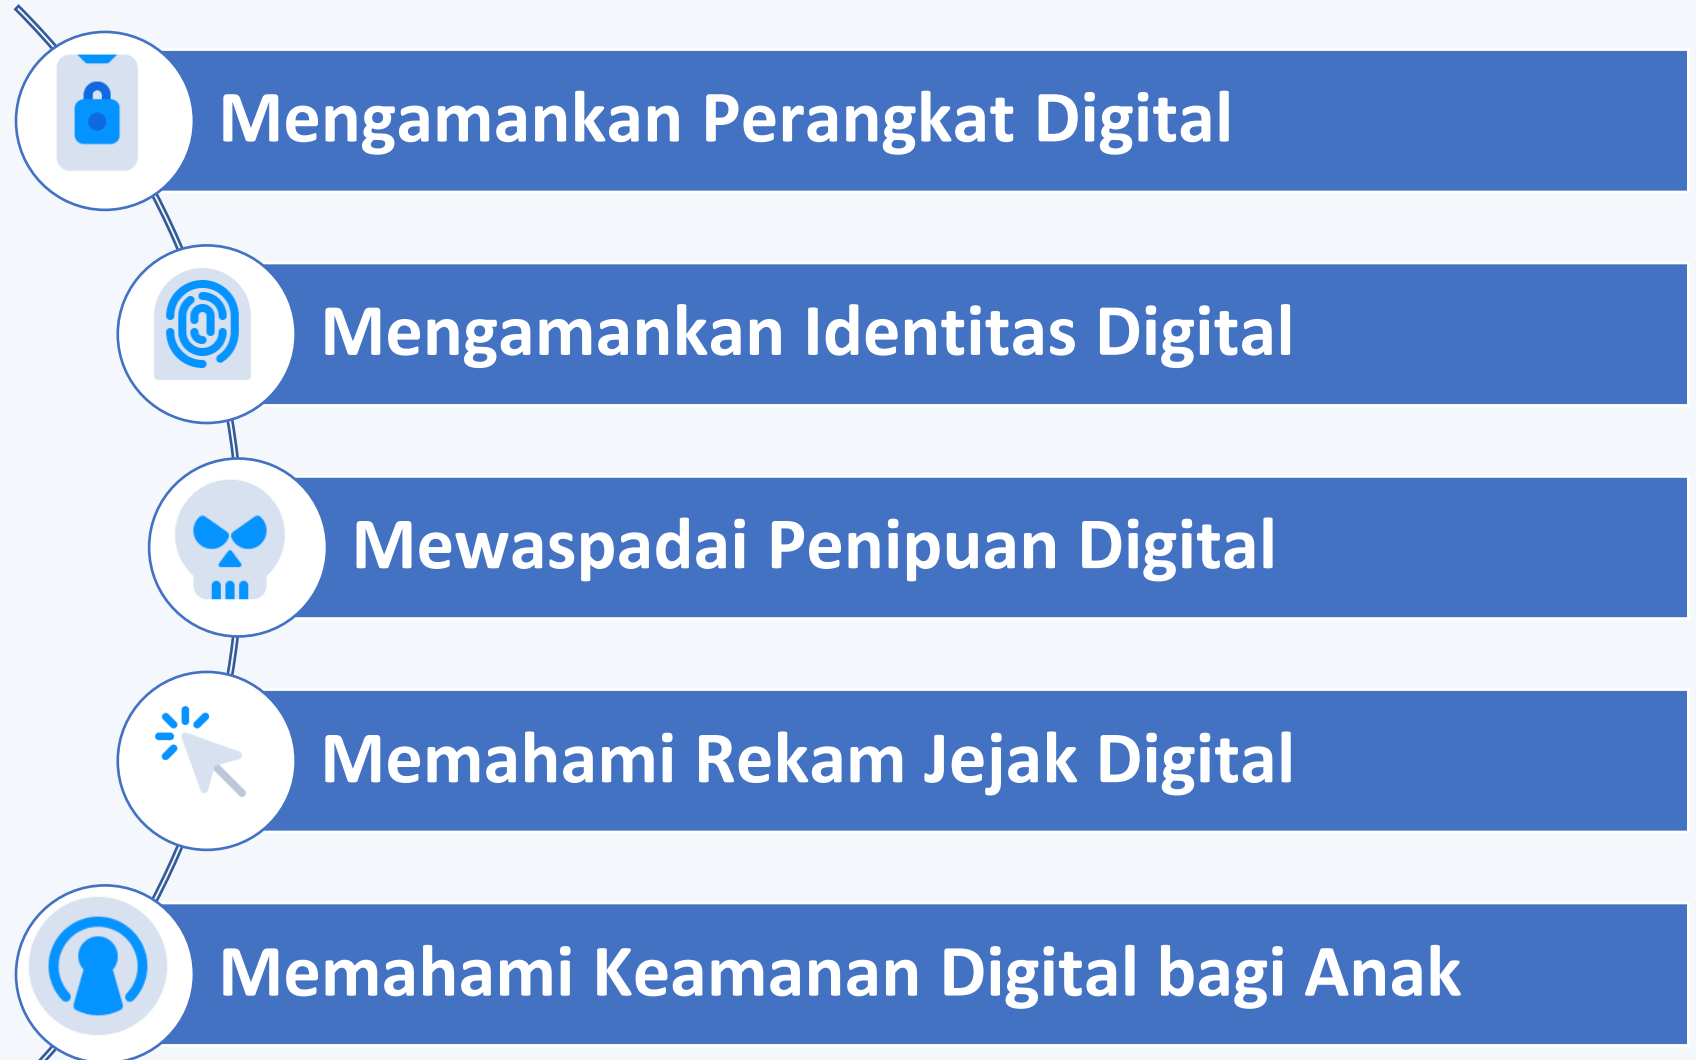 Mengamankan Perangkat Digital
Mengamankan Identitas Digital
Mewaspadai Penipuan Digital
Memahami Rekam Jejak Digital
Memahami Keamanan Digital bagi Anak